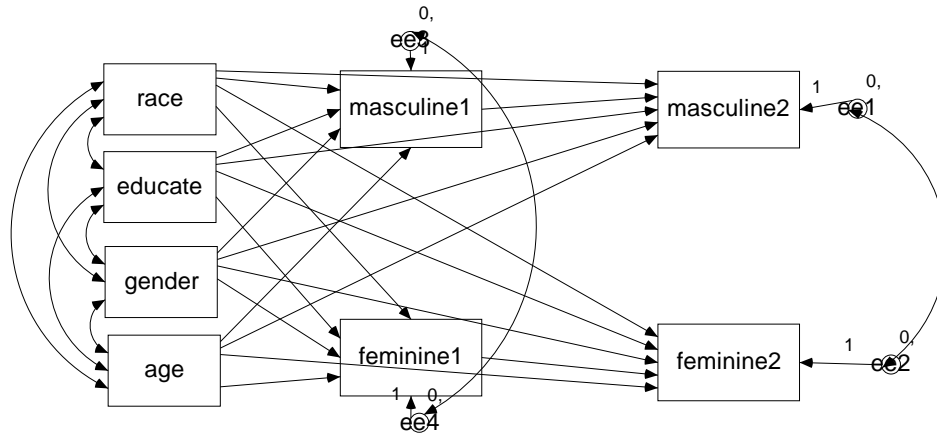 0,
ee3
1
race
masculine1
masculine2
1
0,
ee1
educate
gender
age
feminine1
feminine2
1
0,
ee2
1
0,
ee4